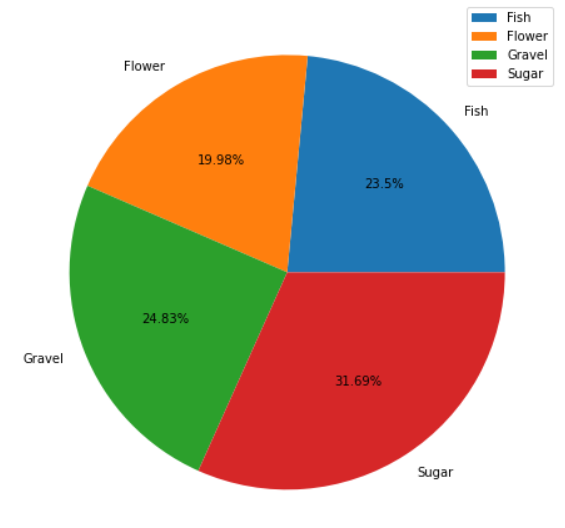 Fish
Flower
Gravel
Sugar
Flower
Fish
19.98%
23.5%
24.83%
Gravel
31.69%
Sugar